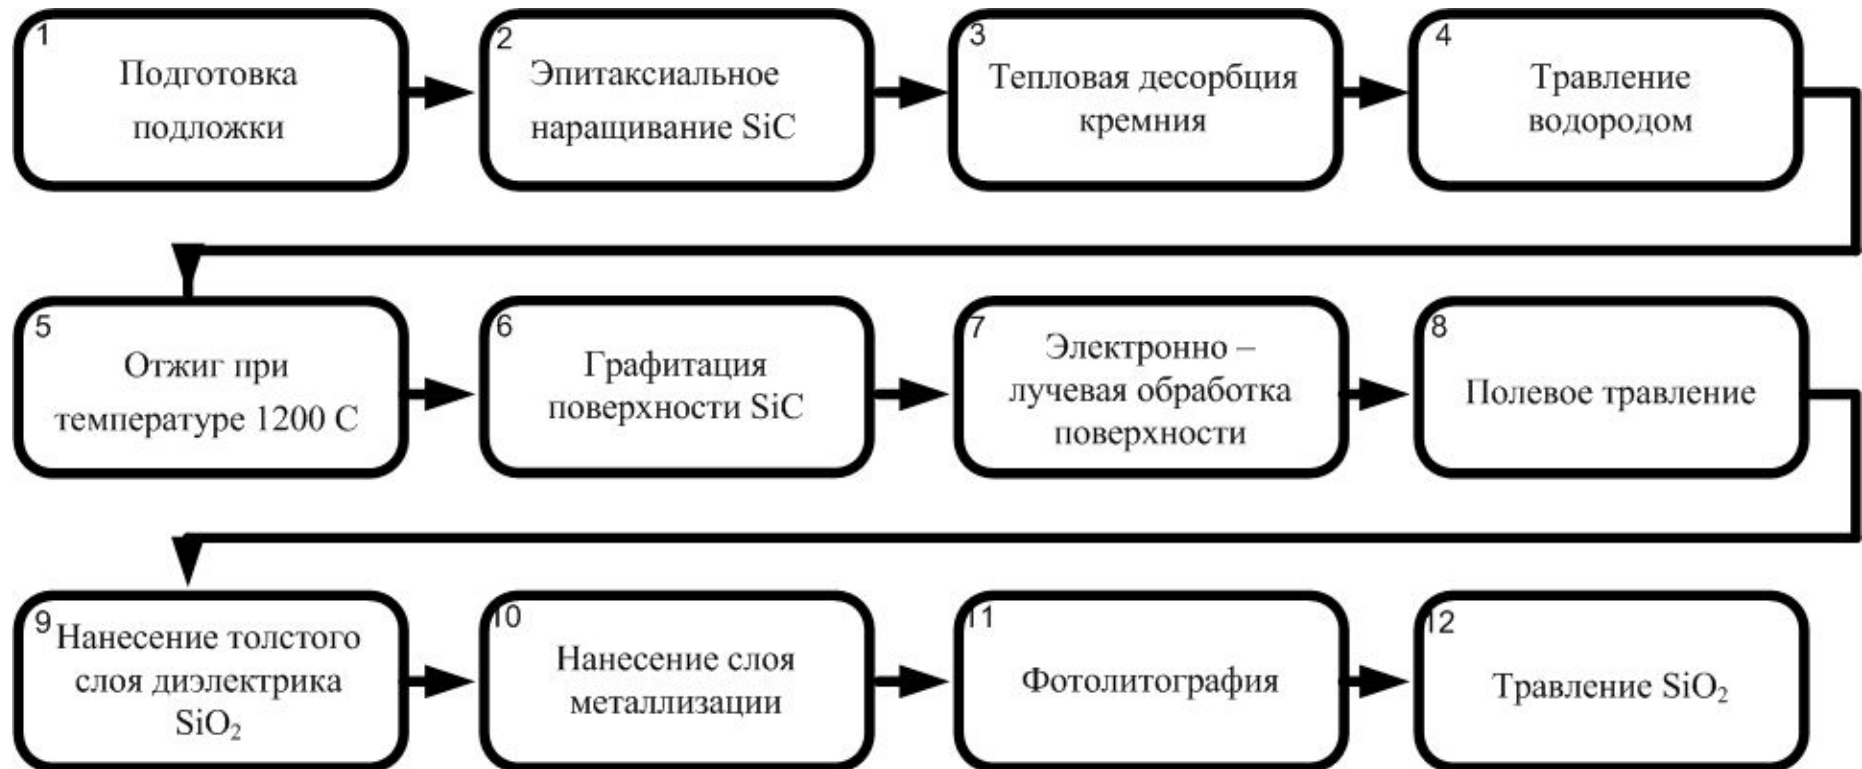 1
Подготовка
подложки
2
Эпитаксиальное
наращивание SiC
3
Тепловая десорбция
кремния
4
Травление
водородом
5
Отжиг при
температуре 1200 С
6
Графитация
поверхности SiC
7
Электронно –
лучевая обработка
поверхности
8
Полевое травление
9
Нанесение толстого
слоя диэлектрика
SiO₂
10
Нанесение слоя
металлизации
11
Фотолитография
12
Травление SiO₂